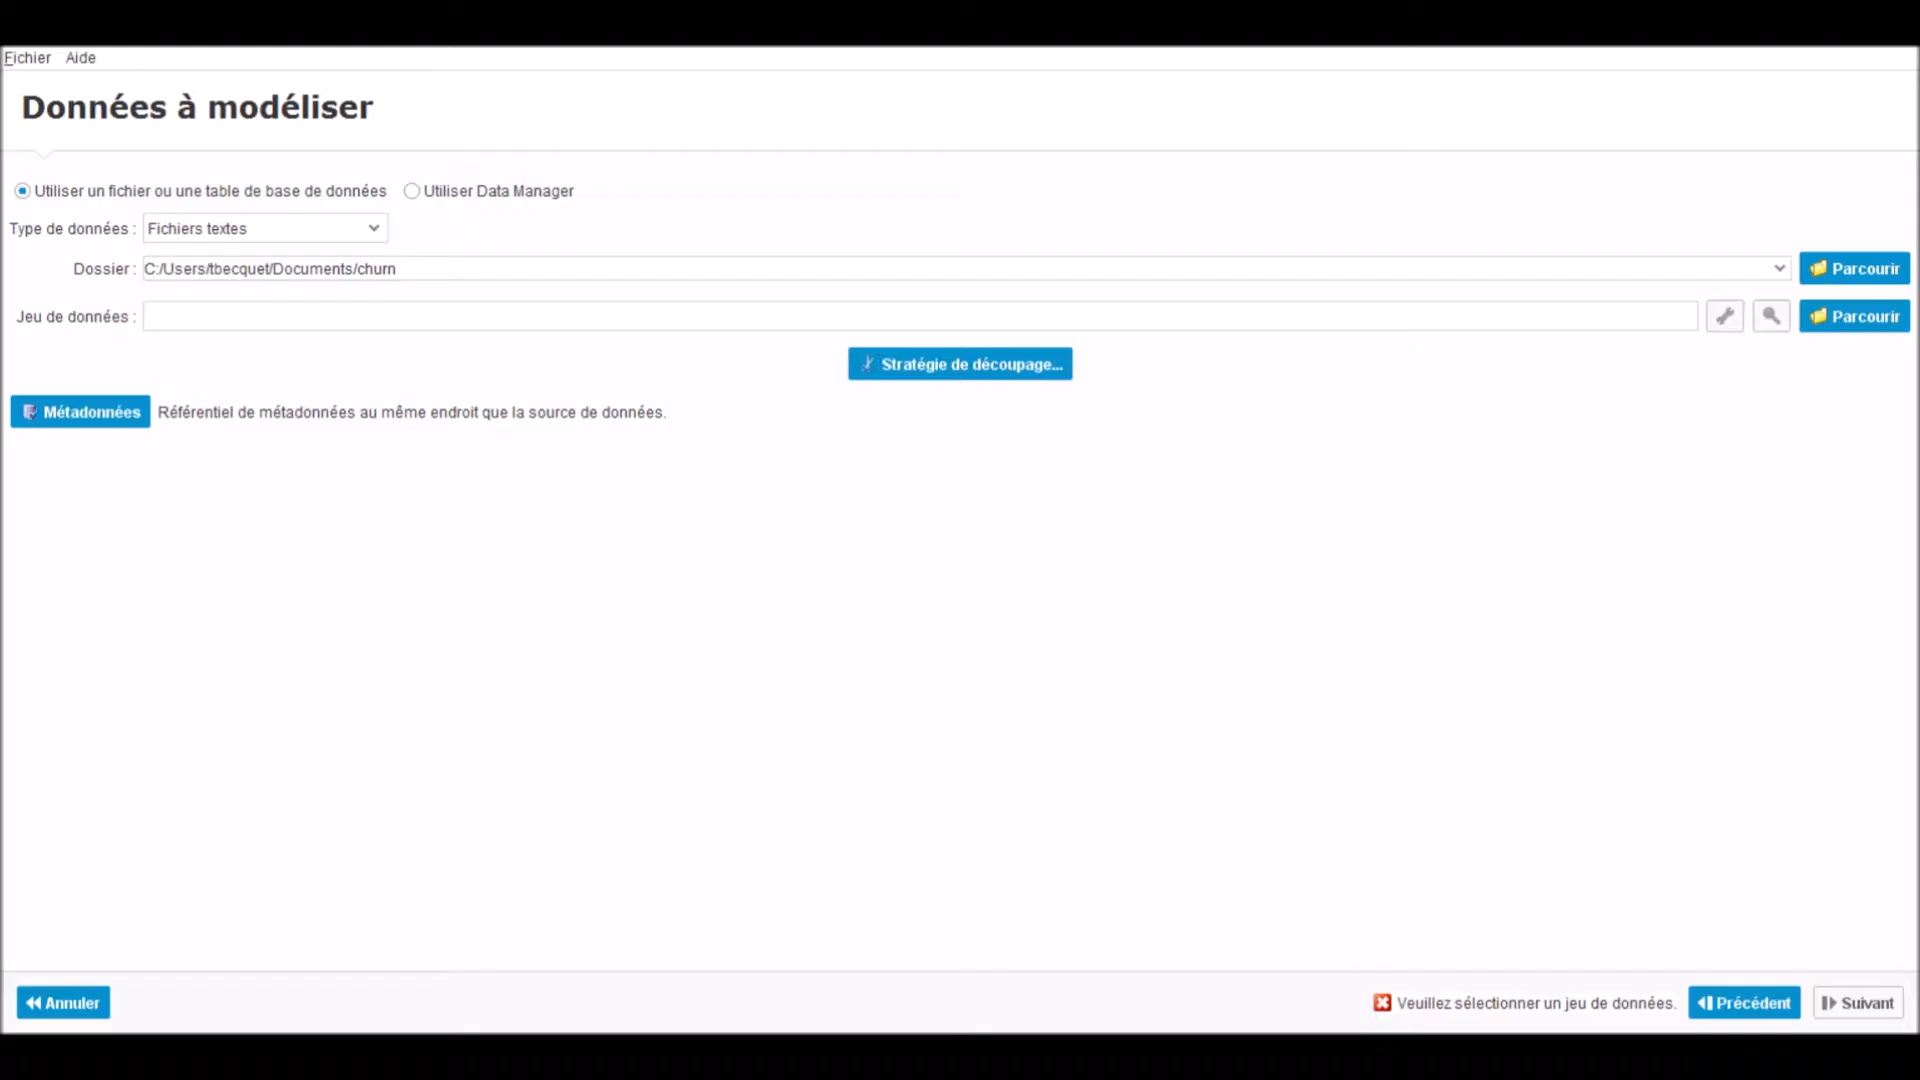 Fichier Aide
Données à modéliser
Utiliser un fichier ou une table de base de données Utiliser Data Manager
Type de données : Fichiers textes
Dossier : C:/Users/tbecquet/Documents/churn Parcourir
Jeu de données : Parcourir
Stratégie de découpage...
Métadonnées Référentiel de métadonnées au même endroit que la source de données.
Annuler Veuillez sélectionner un jeu de données. Précédent Suivant